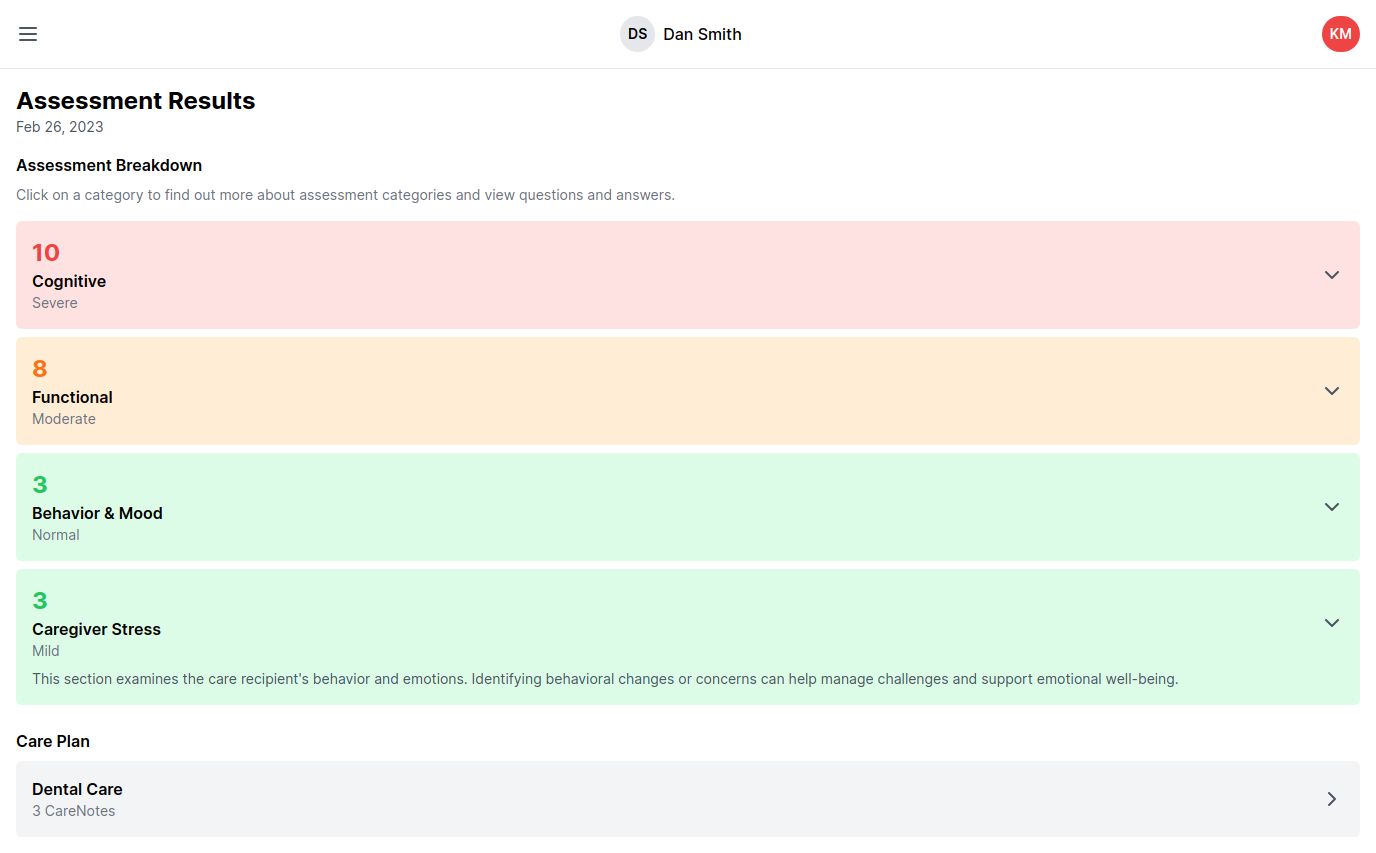 DS Dan Smith
KM
Assessment Results
Feb 26, 2023
Assessment Breakdown
Click on a category to find out more about assessment categories and view questions and answers.
10
Cognitive
Severe
8
Functional
Moderate
3
Behavior & Mood
Normal
3
Caregiver Stress
Mild
This section examines the care recipient's behavior and emotions. Identifying behavioral changes or concerns can help manage challenges and support emotional well-being.
Care Plan
Dental Care
3 CareNotes